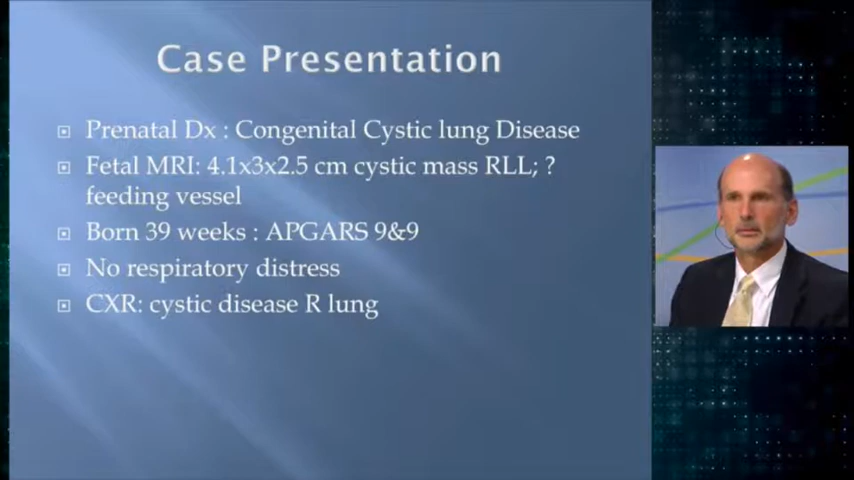 Case Presentation
Prenatal Dx : Congenital Cystic lung Disease
Fetal MRI: 4.1x3x2.5 cm cystic mass RLL; ?
feeding vessel
Born 39 weeks : APGARS 9&9
No respiratory distress
CXR: cystic disease R lung